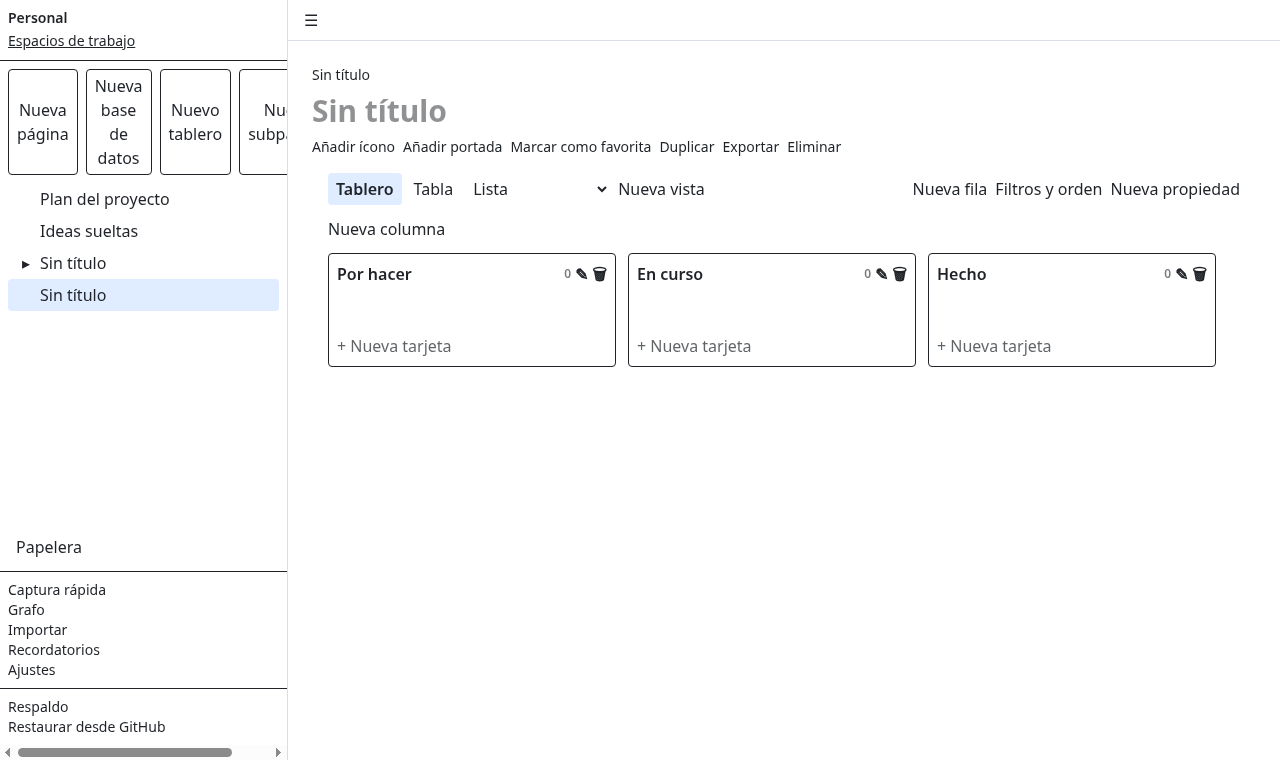 Personal
Espacios de trabajo
Nueva página
Nueva base de datos
Nuevo tablero
Plan del proyecto
Ideas sueltas
▸ Sin título
Sin título
Papelera
Captura rápida
Grafo
Importar
Recordatorios
Ajustes
Respaldo
Restaurar desde GitHub
☰
Sin título
Sin título
Añadir ícono Añadir portada Marcar como favorita Duplicar Exportar Eliminar
Tablero Tabla Lista Nueva vista Nueva fila Filtros y orden Nueva propiedad
Nueva columna
Por hacer 0
+ Nueva tarjeta
En curso 0
+ Nueva tarjeta
Hecho 0
+ Nueva tarjeta